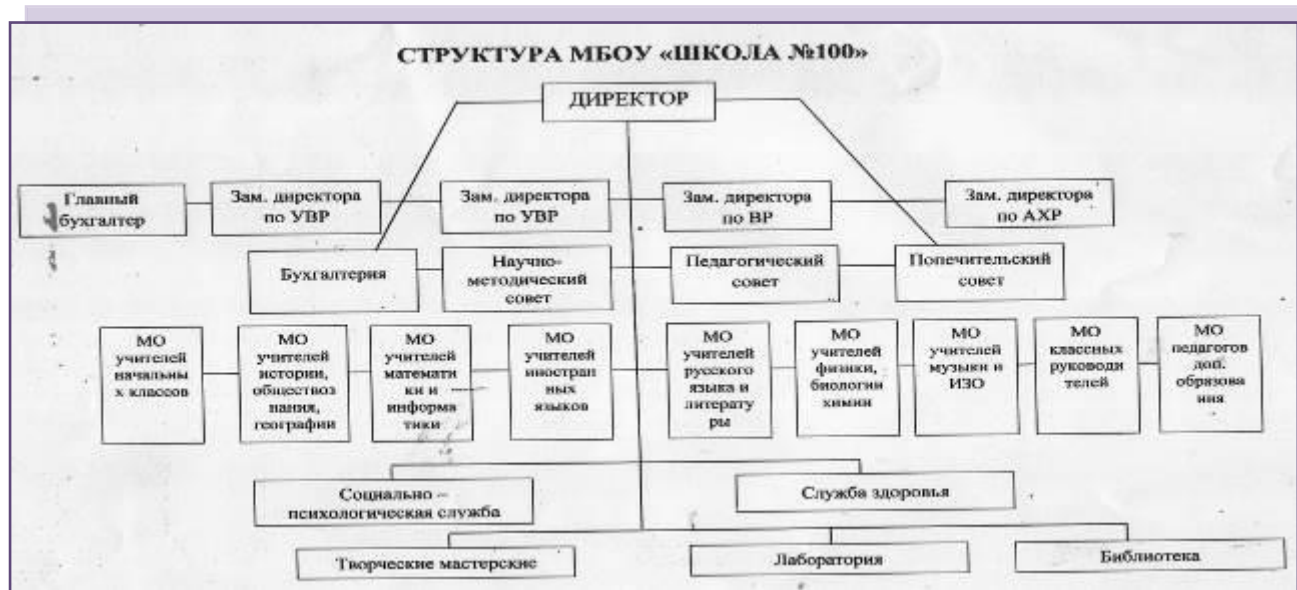 СТРУКТУРА МБОУ «ШКОЛА №100»
ДИРЕКТОР
Главный
бухгалтер
Зам. директора
по УВР
Зам. директора
по УВР
Зам. директора
по ВР
Зам. директора
по АХР
Бухгалтерия
Научно-
методический
совет
Педагогический
совет
Попечительский
совет
МО
учителей
начальны
х классов
МО
учителей
истории,
обществоз
нания,
географии
МО
учителей
математи
ки и
информа
тики
МО
учителей
иностран
ных
языков
МО
учителей
русского
языка и
литерату
ры
МО
учителей
физики,
биологии
химии
МО
учителей
музыки и
ИЗО
МО
классных
руководи
телей
МО
педагогов
доп.
образова
ния
Социально –
психологическая служба
Служба здоровья
Творческие мастерские
Лаборатория
Библиотека